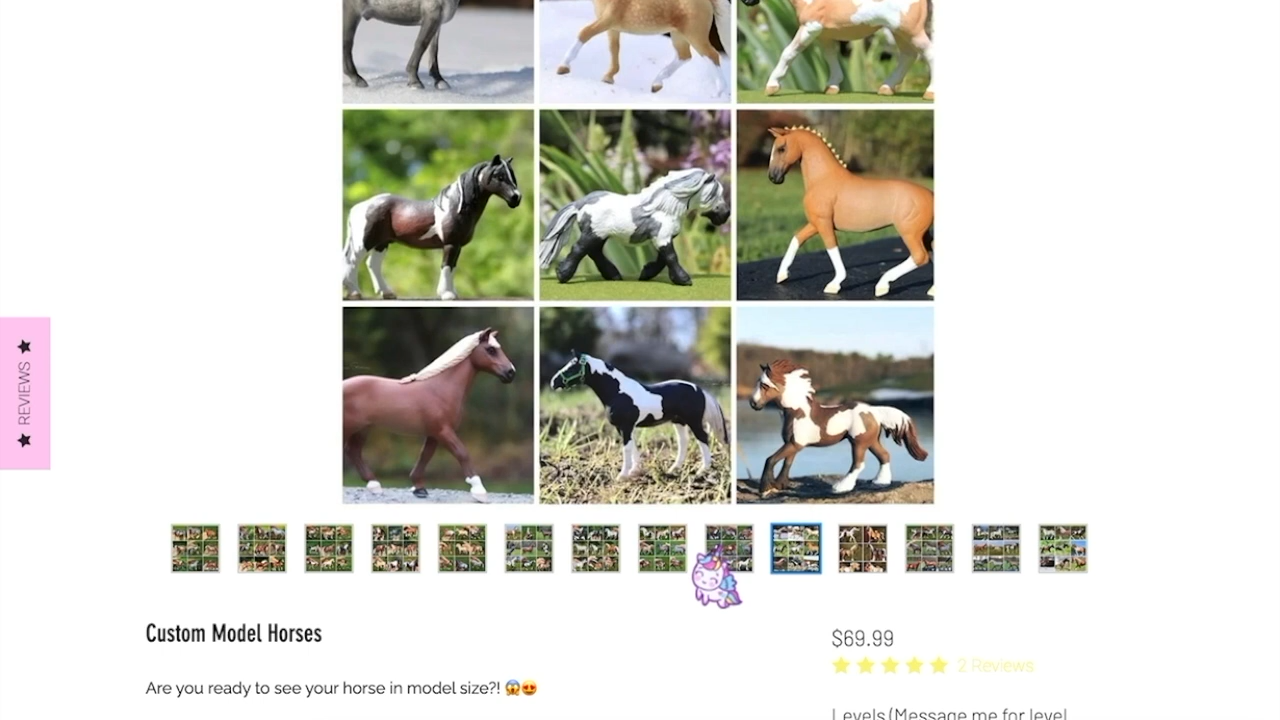 ★ REVIEWS ★
Custom Model Horses
$69.99
2 Reviews
Are you ready to see your horse in model size?! 😱😍
Levels (Message me for level